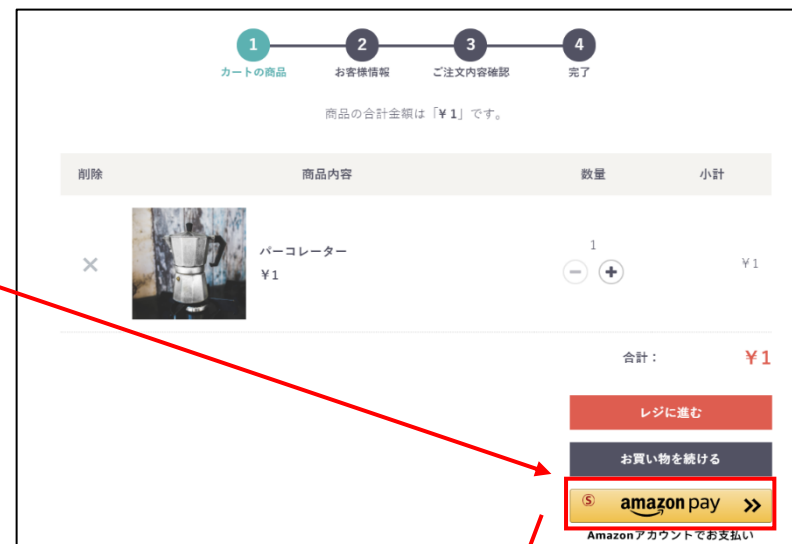 1 2 3 4
カートの商品 お客様情報 ご注文内容確認 完了
商品の合計金額は「¥1」です。
削除 商品内容 数量 小計
パーコレーター
¥1
1
¥1
合計： ¥1
レジに進む
お買い物を続ける
S amazon pay
Amazonアカウントでお支払い